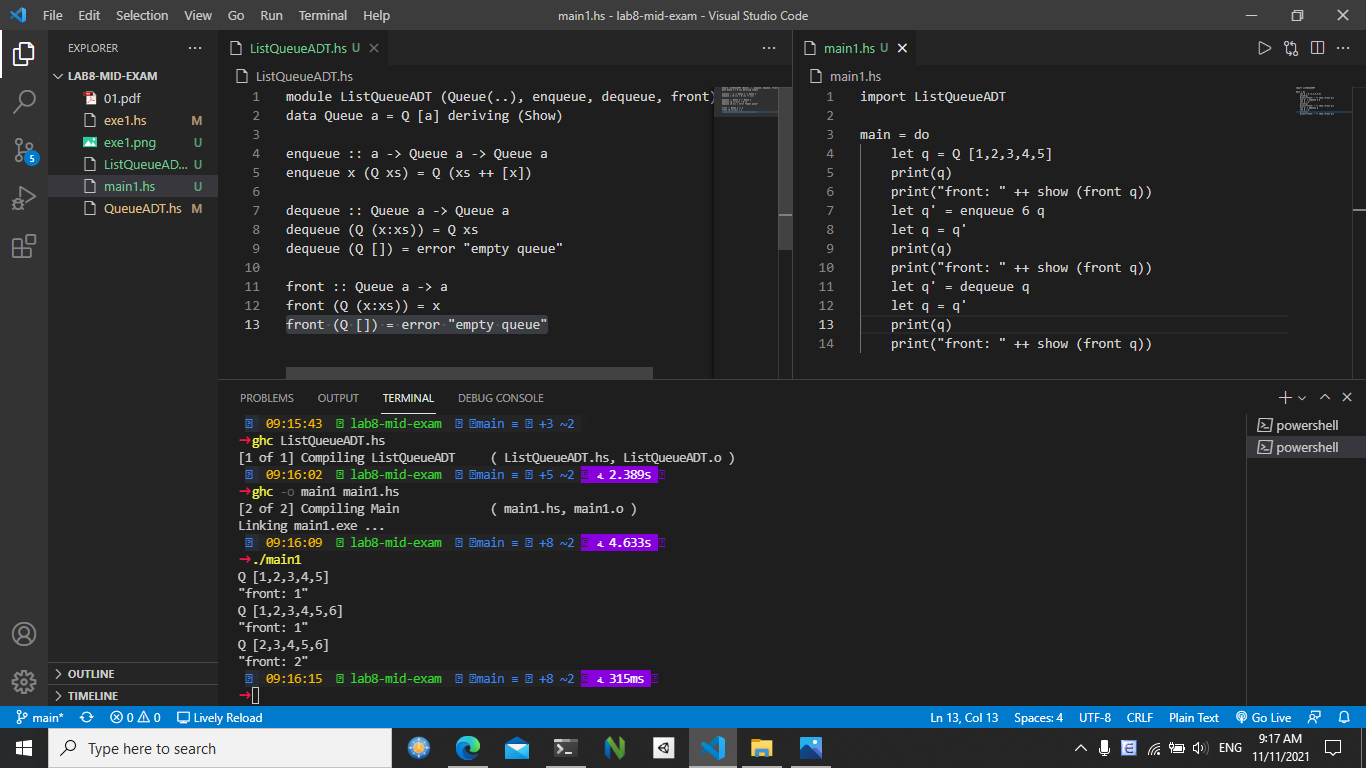 File Edit Selection View Go Run Terminal Help
main1.hs - lab8-mid-exam - Visual Studio Code
EXPLORER
LAB8-MID-EXAM
01.pdf
exe1.hs M
exe1.png U
ListQueueAD... U
main1.hs U
QueueADT.hs M
OUTLINE
TIMELINE
5
ListQueueADT.hs U
ListQueueADT.hs
1 module ListQueueADT (Queue(..), enqueue, dequeue, front)
2 data Queue a = Q [a] deriving (Show)
3
4 enqueue :: a -> Queue a -> Queue a
5 enqueue x (Q xs) = Q (xs ++ [x])
6
7 dequeue :: Queue a -> Queue a
8 dequeue (Q (x:xs)) = Q xs
9 dequeue (Q []) = error "empty queue"
10
11 front :: Queue a -> a
12 front (Q (x:xs)) = x
13 front (Q []) = error "empty queue"
main1.hs U
main1.hs
1 import ListQueueADT
2
3 main = do
4 let q = Q [1,2,3,4,5]
5 print(q)
6 print("front: " ++ show (front q))
7 let q' = enqueue 6 q
8 let q = q'
9 print(q)
10 print("front: " ++ show (front q))
11 let q' = dequeue q
12 let q = q'
13 print(q)
14 print("front: " ++ show (front q))
PROBLEMS OUTPUT TERMINAL DEBUG CONSOLE
09:15:43 lab8-mid-exam main ≡ +3 ~2
→ghc ListQueueADT.hs
[1 of 1] Compiling ListQueueADT ( ListQueueADT.hs, ListQueueADT.o )
09:16:02 lab8-mid-exam main ≡ +5 ~2 2.389s
→ghc -o main1 main1.hs
[2 of 2] Compiling Main ( main1.hs, main1.o )
Linking main1.exe ...
09:16:09 lab8-mid-exam main ≡ +8 ~2 4.633s
→./main1
Q [1,2,3,4,5]
"front: 1"
Q [1,2,3,4,5,6]
"front: 1"
Q [2,3,4,5,6]
"front: 2"
09:16:15 lab8-mid-exam main ≡ +8 ~2 315ms
→
powershell
powershell
main* 0 0 Lively Reload
Ln 13, Col 13 Spaces: 4 UTF-8 CRLF Plain Text Go Live
Type here to search
ENG
9:17 AM
11/11/2021